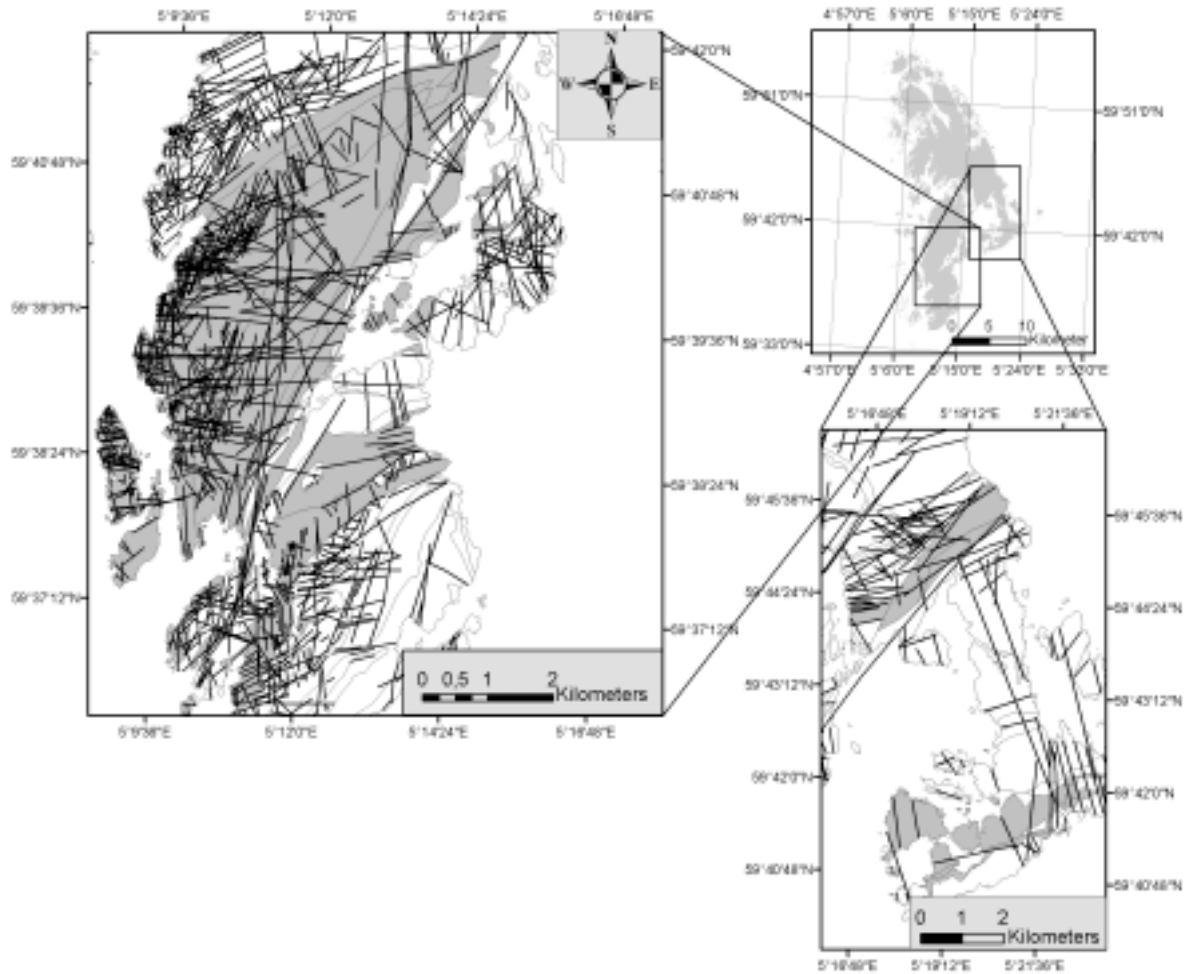 5°9'36"E 5°12'0"E 5°14'24"E 5°16'48"E
N
W E
S
59°42'0"N
59°40'48"N
59°40'48"N
59°39'36"N
59°39'36"N
59°38'24"N
59°38'24"N
59°37'12"N
59°37'12"N
0 0,5 1 2
Kilometers
5°9'36"E 5°12'0"E 5°14'24"E 5°16'48"E
4°57'0"E 5°6'0"E 5°15'0"E 5°24'0"E
59°51'0"N
59°51'0"N
59°42'0"N
59°42'0"N
59°33'0"N
0 5 10
Kilometer
4°57'0"E 5°6'0"E 5°15'0"E 5°24'0"E 5°33'0"E
5°16'48"E 5°19'12"E 5°21'36"E
59°45'36"N
59°45'36"N
59°44'24"N
59°44'24"N
59°43'12"N
59°43'12"N
59°42'0"N
59°42'0"N
59°40'48"N
59°40'48"N
0 1 2
Kilometers
5°16'48"E 5°19'12"E 5°21'36"E